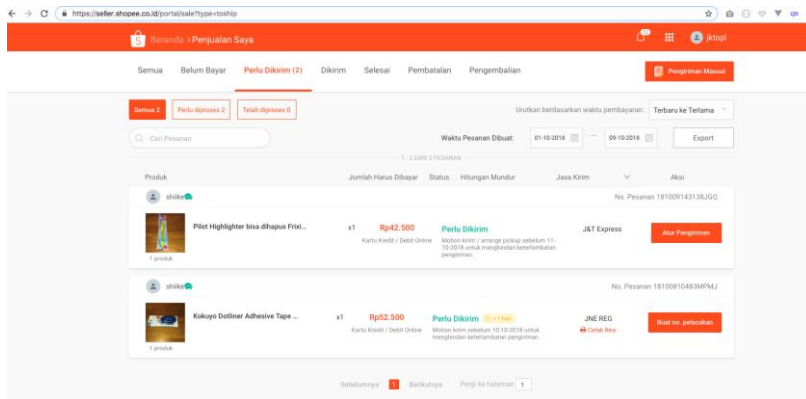 https://seller.shopee.co.id/portal/sale?type=toship
Beranda > Penjualan Saya
jktopl
Semua Belum Bayar Perlu Dikirim (2) Dikirim Selesai Pembatalan Pengembalian Pengiriman Massal
Semua 2 Perlu diproses 2 Telah diproses 0 Urutkan berdasarkan waktu pembayaran: Terbaru ke Terlama
Cari Pesanan Waktu Pesanan Dibuat: 01-10-2018 09-10-2018 Export
1 - 2 DARI 2 PESANAN
Produk Jumlah Harus Dibayar Status Hitungan Mundur Jasa Kirim Aksi
shiike No. Pesanan 181009143138JGQ
Pilot Highlighter bisa dihapus Frixi... x1 Rp42.500 Perlu Dikirim J&T Express Atur Pengiriman
Kartu Kredit / Debit Online Mohon kirim / arrange pickup sebelum 11-
10-2018 untuk menghindari keterlambatan
pengiriman.
1 produk
shiike No. Pesanan 18100810483MPMJ
Kokuyo Dotliner Adhesive Tape ... x1 Rp52.500 Perlu Dikirim JNE REG Buat no. pelacakan
Kartu Kredit / Debit Online Mohon kirim sebelum 10-10-2018 untuk Cetak Resi
menghindari keterlambatan pengiriman.
1 produk
Sebelumnya 1 Berikutnya Pergi ke halaman 1